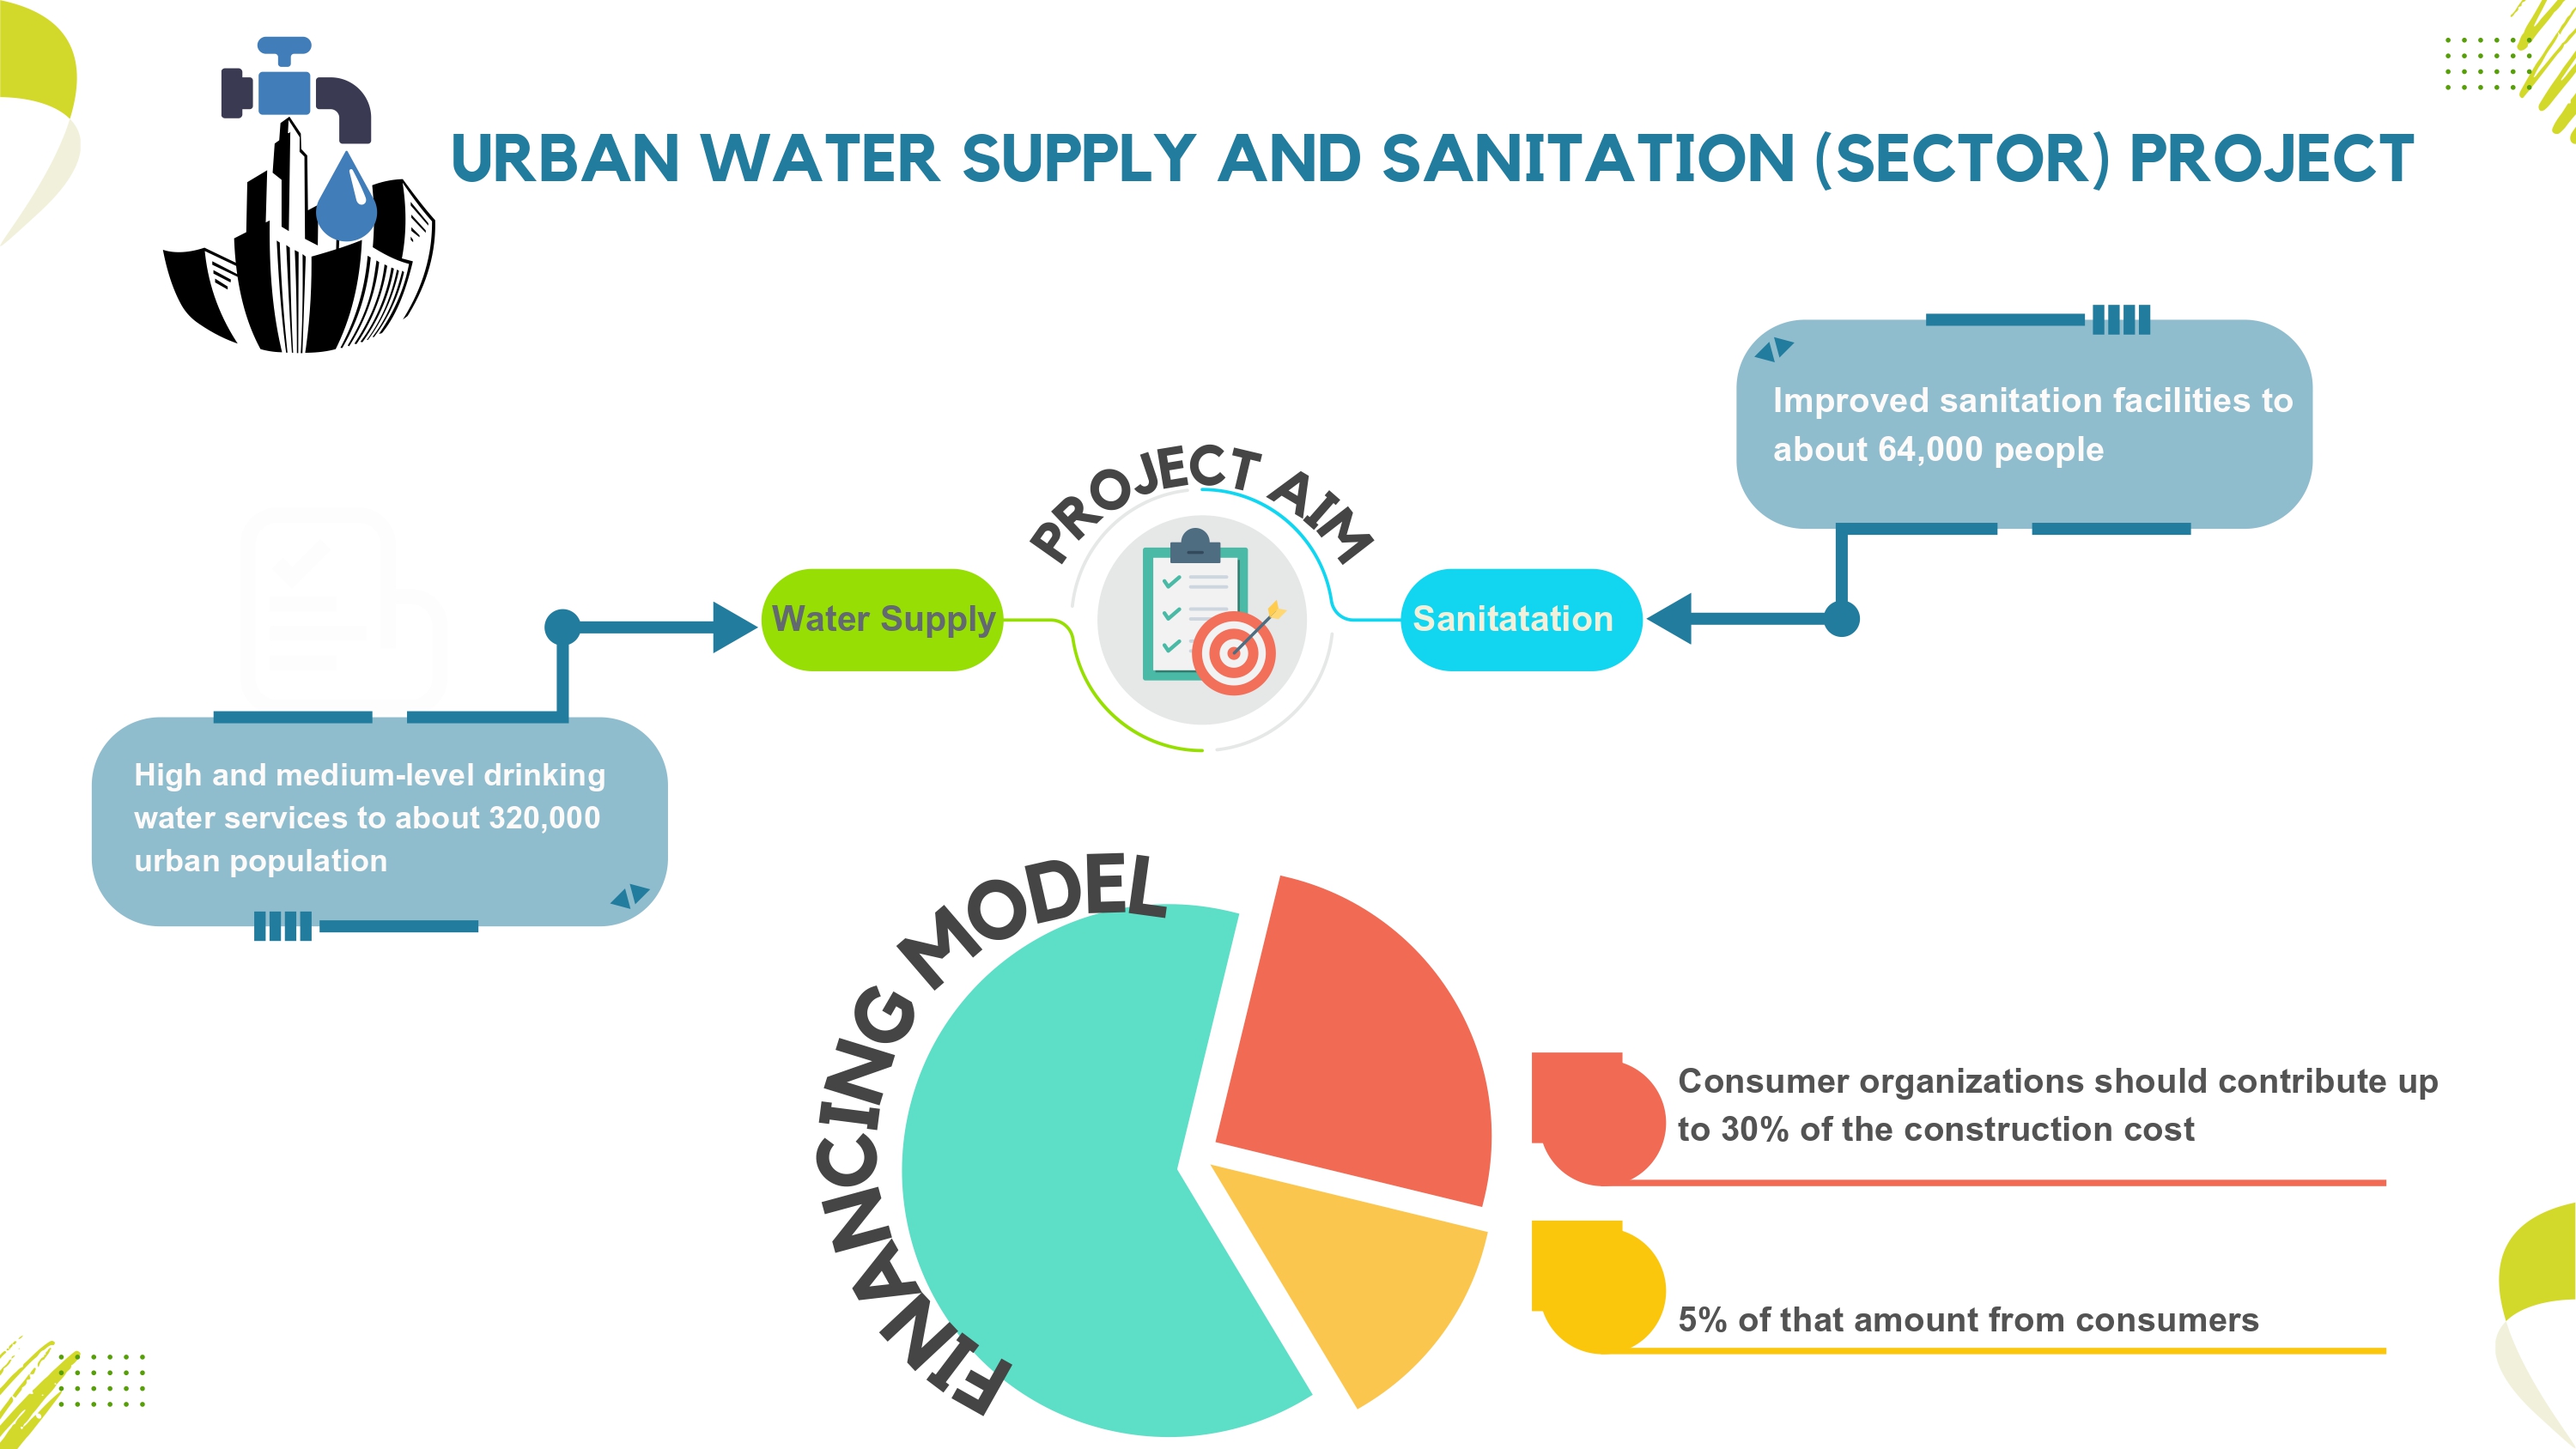 URBAN WATER SUPPLY AND SANITATION (SECTOR) PROJECT
Improved sanitation facilities to
about 64,000 people
PROJECT AIM
Water Supply
Sanitatation
High and medium-level drinking
water services to about 320,000
urban population
FINANCING MODEL
Consumer organizations should contribute up
to 30% of the construction cost
5% of that amount from consumers